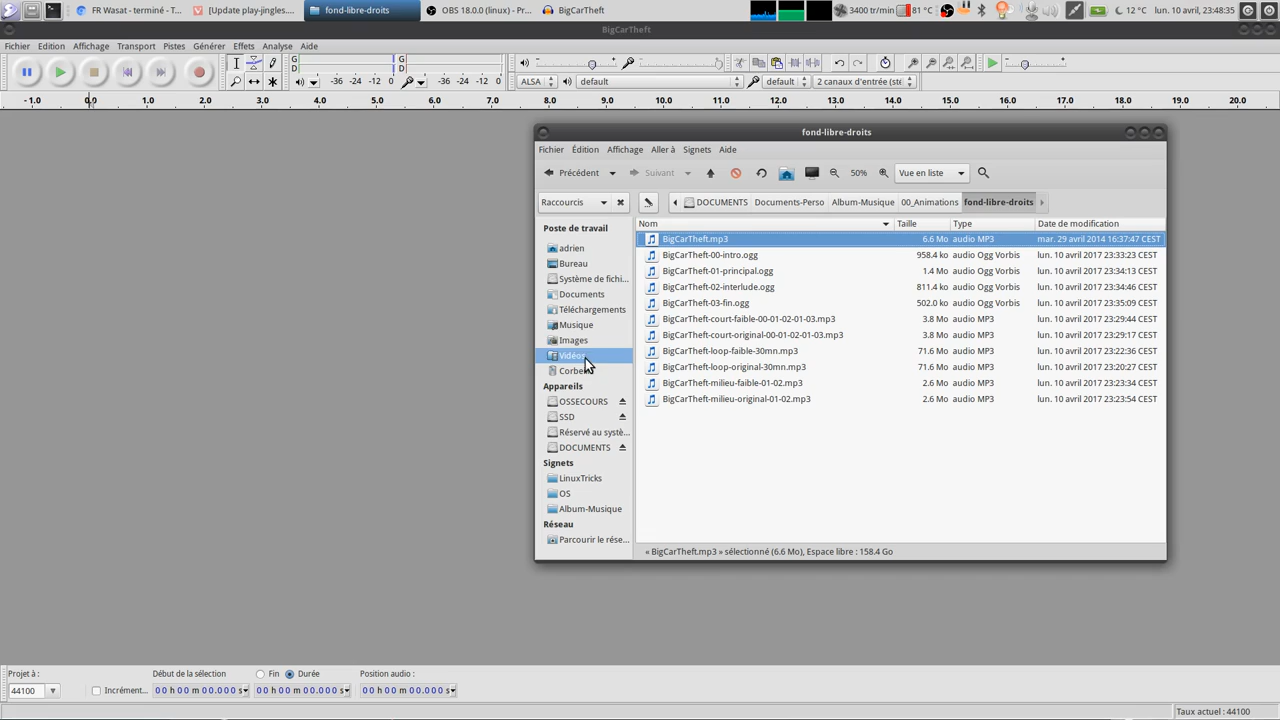 FR Wasat - terminé - T... [Update play-jingles.... fond-libre-droits OBS 18.0.0 (linux) - Pr... BigCarTheft 3400 tr/min 81 °C 12 °C lun. 10 avril, 23:48:35
BigCarTheft
Fichier Edition Affichage Transport Pistes Générer Effets Analyse Aide
G G
D -36 -24 -12 0 D -36 -24 -12 0
ALSA default default 2 canaux d'entrée (sté
-1.0 0.0 1.0 2.0 3.0 4.0 5.0 6.0 7.0 8.0 9.0 10.0 11.0 12.0 13.0 14.0 15.0 16.0 17.0 18.0 19.0 20.0
fond-libre-droits
Fichier Édition Affichage Aller à Signets Aide
Précédent Suivant 50% Vue en liste
Raccourcis DOCUMENTS Documents-Perso Album-Musique 00_Animations fond-libre-droits
Poste de travail
adrien
Bureau
Système de fichi...
Documents
Téléchargements
Musique
Images
Vidéos
Corbe
Appareils
OSSECOURS
SSD
Réservé au systè...
DOCUMENTS
Signets
LinuxTricks
OS
Album-Musique
Réseau
Parcourir le rése...
Nom Taille Type Date de modification
BigCarTheft.mp3 6.6 Mo audio MP3 mar. 29 avril 2014 16:37:47 CEST
BigCarTheft-00-intro.ogg 958.4 ko audio Ogg Vorbis lun. 10 avril 2017 23:33:23 CEST
BigCarTheft-01-principal.ogg 1.4 Mo audio Ogg Vorbis lun. 10 avril 2017 23:34:13 CEST
BigCarTheft-02-interlude.ogg 811.4 ko audio Ogg Vorbis lun. 10 avril 2017 23:34:46 CEST
BigCarTheft-03-fin.ogg 502.0 ko audio Ogg Vorbis lun. 10 avril 2017 23:35:09 CEST
BigCarTheft-court-faible-00-01-02-01-03.mp3 3.8 Mo audio MP3 lun. 10 avril 2017 23:29:44 CEST
BigCarTheft-court-original-00-01-02-01-03.mp3 3.8 Mo audio MP3 lun. 10 avril 2017 23:29:17 CEST
BigCarTheft-loop-faible-30mn.mp3 71.6 Mo audio MP3 lun. 10 avril 2017 23:22:36 CEST
BigCarTheft-loop-original-30mn.mp3 71.6 Mo audio MP3 lun. 10 avril 2017 23:20:27 CEST
BigCarTheft-milieu-faible-01-02.mp3 2.6 Mo audio MP3 lun. 10 avril 2017 23:23:34 CEST
BigCarTheft-milieu-original-01-02.mp3 2.6 Mo audio MP3 lun. 10 avril 2017 23:23:54 CEST
« BigCarTheft.mp3 » sélectionné (6.6 Mo), Espace libre : 158.4 Go
Projet à : Début de la sélection Fin Durée Position audio :
44100 Incrément... 00 h 00 m 00.000 s 00 h 00 m 00.000 s 00 h 00 m 00.000 s
Taux actuel : 44100